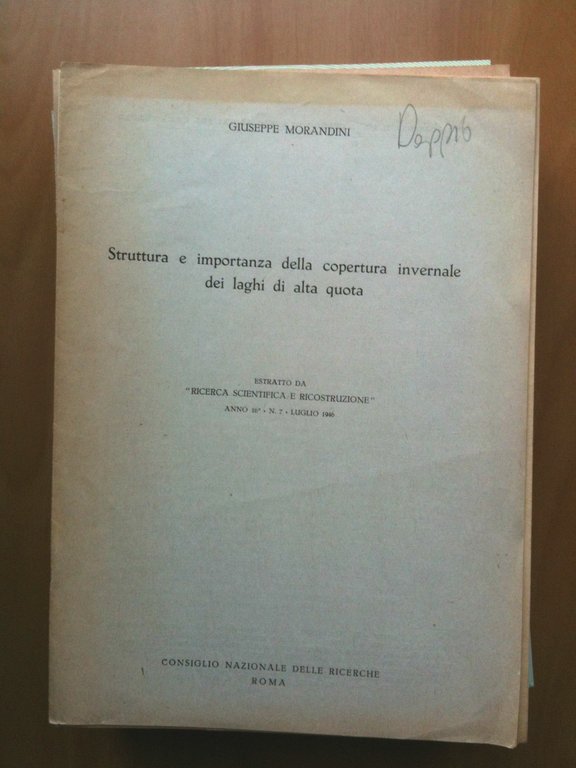 GIUSEPPE MORANDINI
Doppio
Struttura e importanza della copertura invernale
dei laghi di alta quota
ESTRATTO DA
"RICERCA SCIENTIFICA E RICOSTRUZIONE"
ANNO 16° - N. 7 - LUGLIO 1946
CONSIGLIO NAZIONALE DELLE RICERCHE
ROMA